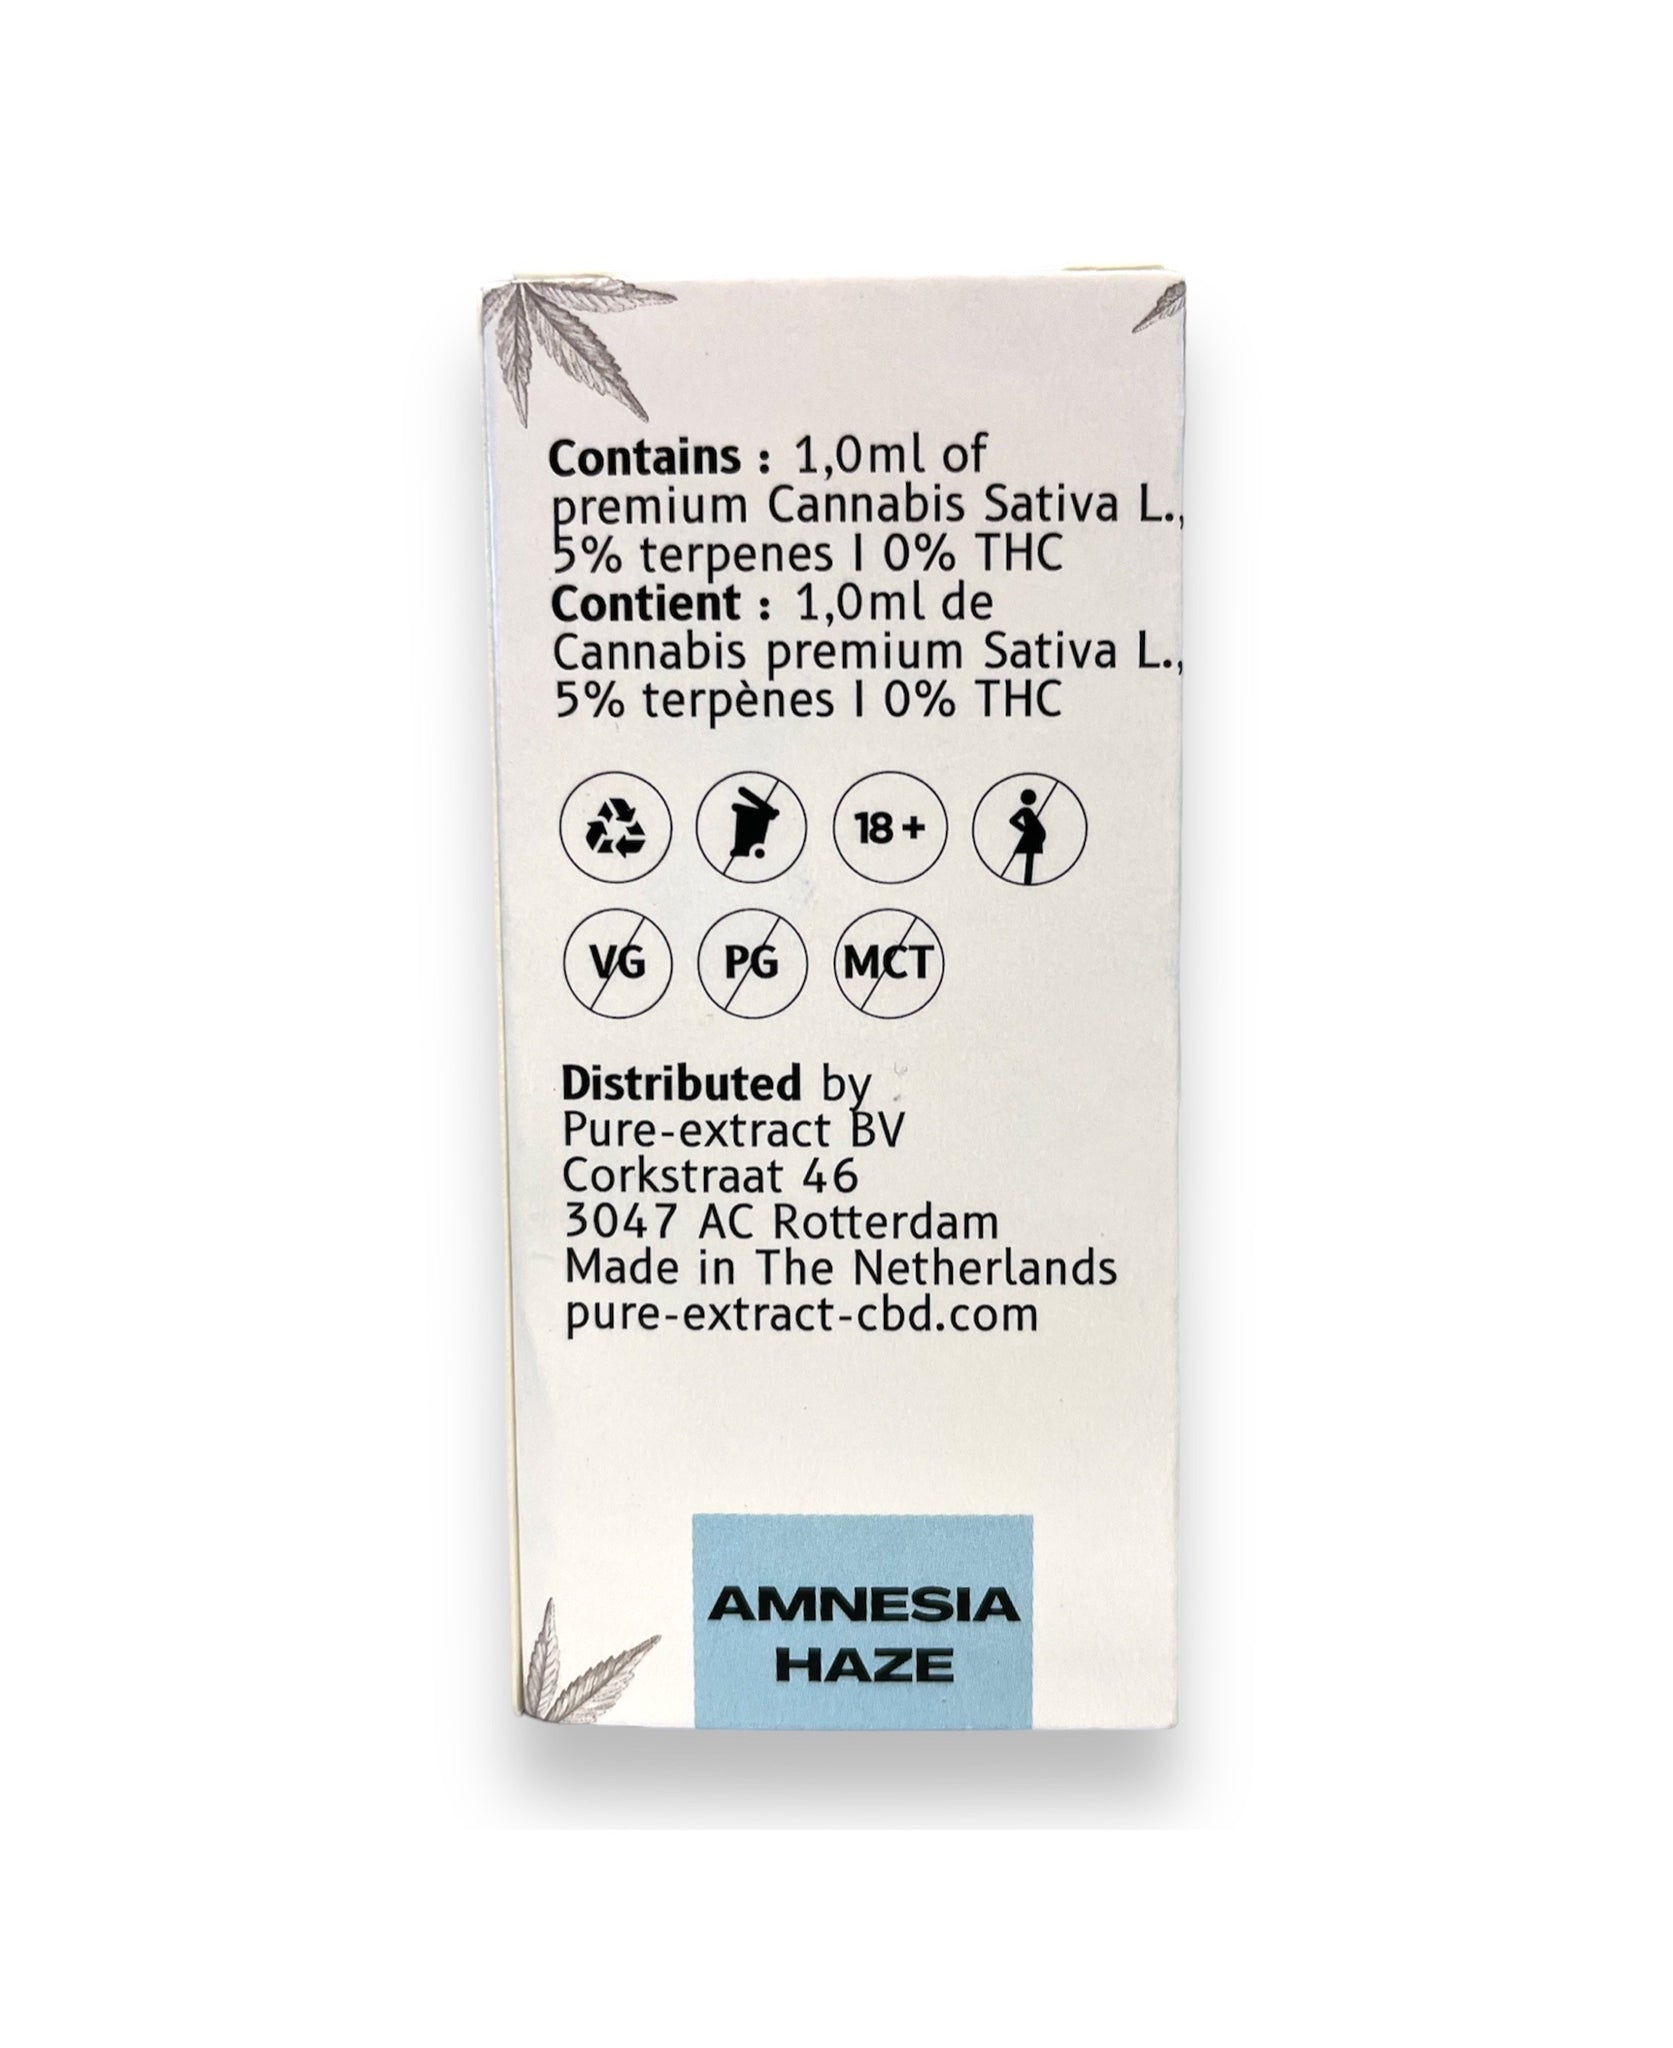 Contains : 1,0ml of
premium Cannabis Sativa L.,
5% terpenes I 0% THC
Contient : 1,0ml de
Cannabis premium Sativa L.,
5% terpènes I 0% THC
18+
VG PG MCT
Distributed by
Pure-extract BV
Corkstraat 46
3047 AC Rotterdam
Made in The Netherlands
pure-extract-cbd.com
AMNESIA
HAZE